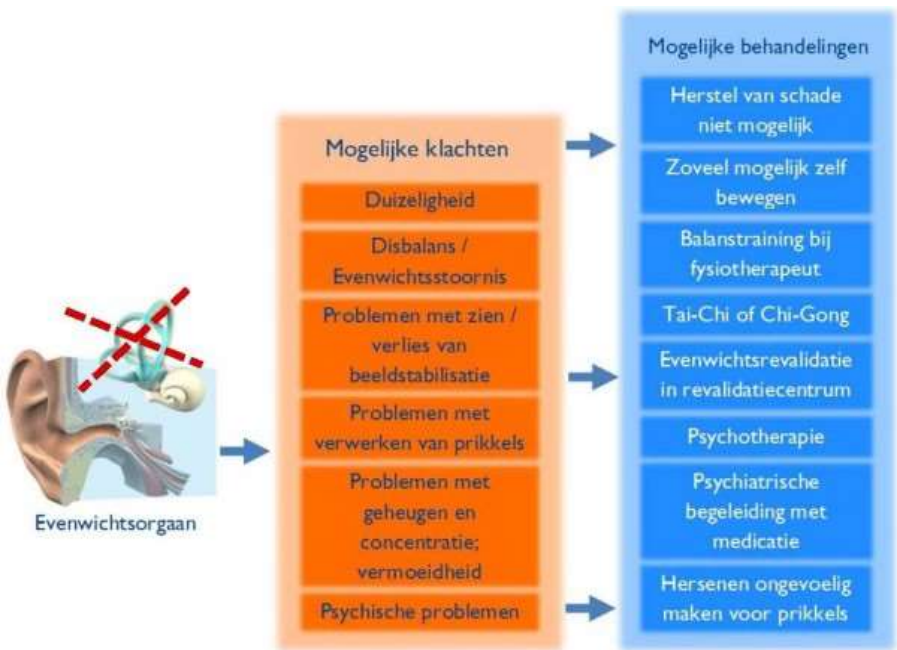 Evenwichtsorgaan
Mogelijke klachten
Duizeligheid
Disbalans /
Evenwichtsstoornis
Problemen met zien /
verlies van
beeldstabilisatie
Problemen met
verwerken van prikkels
Problemen met
geheugen en
concentratie;
vermoeidheid
Psychische problemen
Mogelijke behandelingen
Herstel van schade
niet mogelijk
Zoveel mogelijk zelf
bewegen
Balanstraining bij
fysiotherapeut
Tai-Chi of Chi-Gong
Evenwichtsrevalidatie
in revalidatiecentrum
Psychotherapie
Psychiatrische
begeleiding met
medicatie
Hersenen ongevoelig
maken voor prikkels